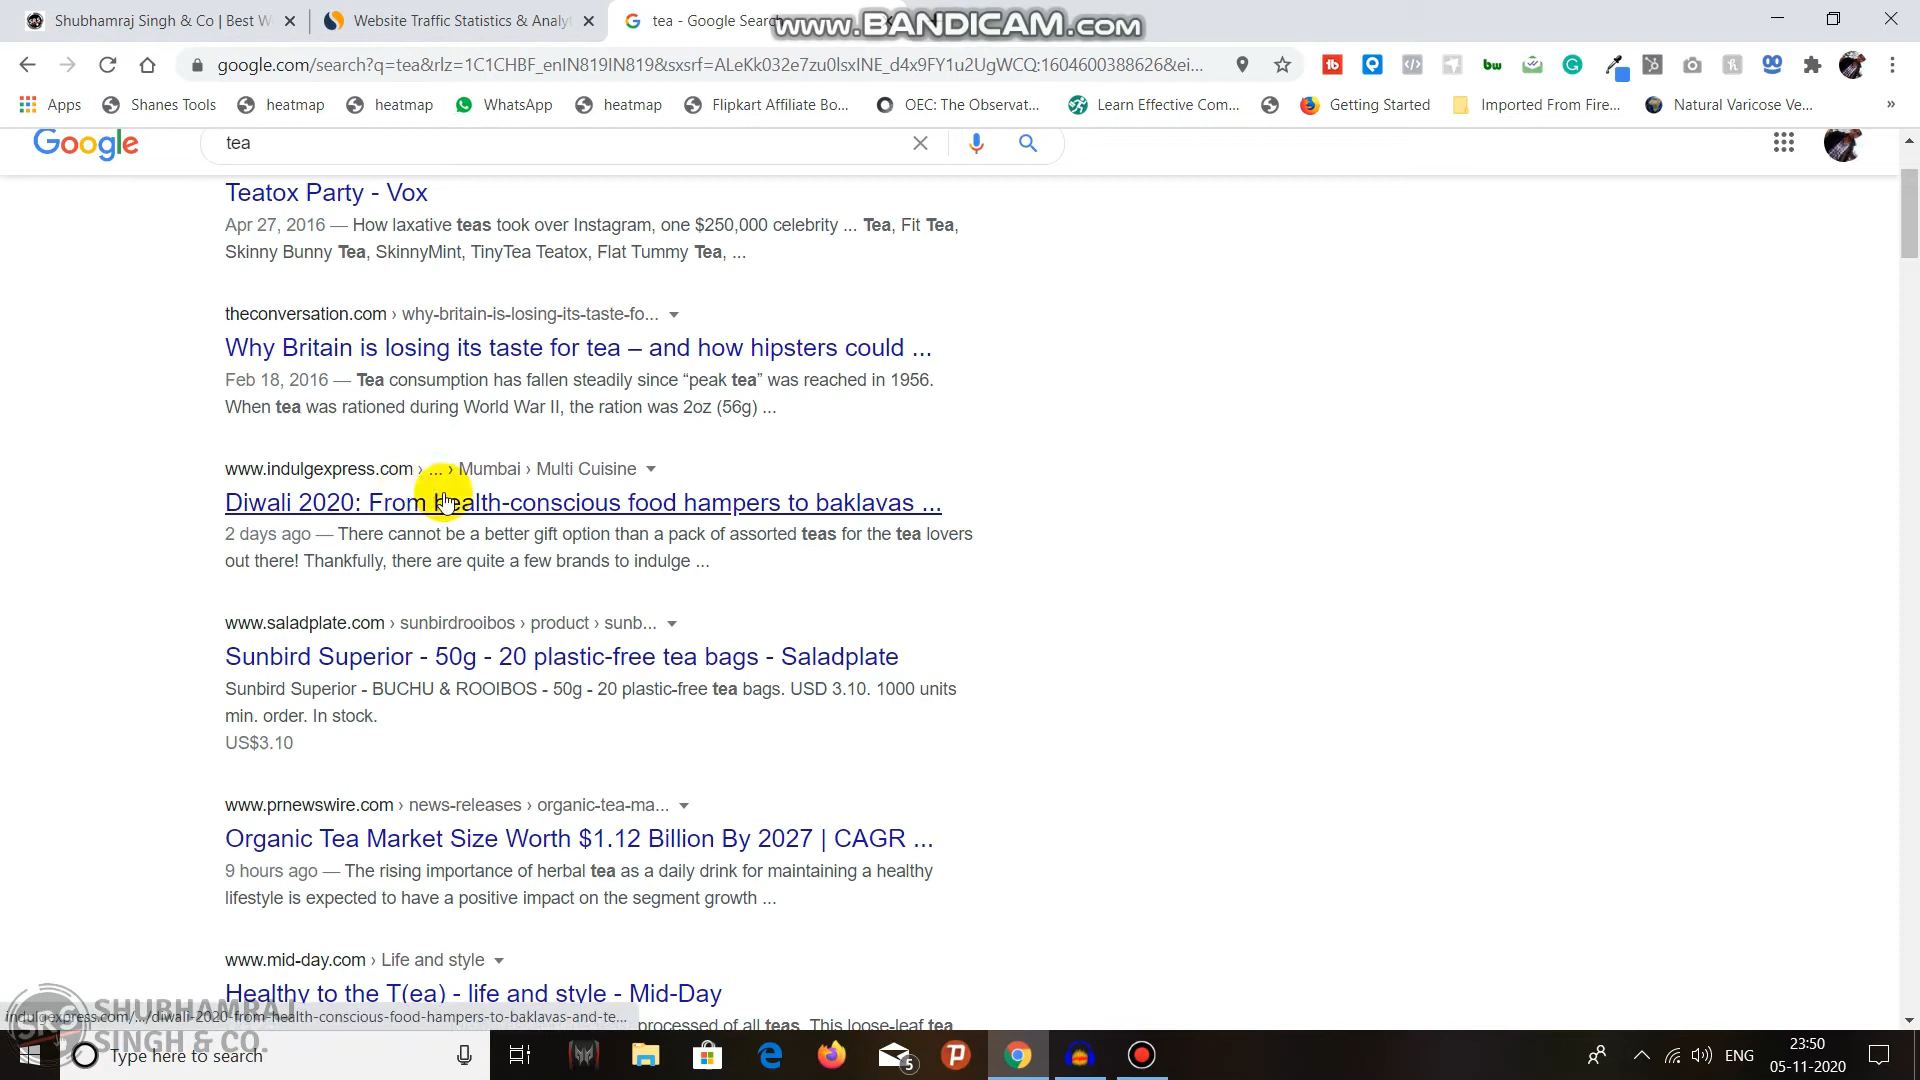 Shubhamraj Singh & Co | Best W
Website Traffic Statistics & Analyt
tea - Google Search
www.BANDICAM.com
google.com/search?q=tea&rlz=1C1CHBF_enIN819IN819&sxsrf=ALeKk032e7zu0lsxINE_d4x9FY1u2UgWCQ:1604600388626&ei...
Apps
Shanes Tools
heatmap
heatmap
WhatsApp
heatmap
Flipkart Affiliate Bo...
OEC: The Observat...
Learn Effective Com...
Getting Started
Imported From Fire...
Natural Varicose Ve...
»
Google
tea
Teatox Party - Vox
Apr 27, 2016 — How laxative teas took over Instagram, one $250,000 celebrity ... Tea, Fit Tea,
Skinny Bunny Tea, SkinnyMint, TinyTea Teatox, Flat Tummy Tea, ...
theconversation.com › why-britain-is-losing-its-taste-fo...
Why Britain is losing its taste for tea – and how hipsters could ...
Feb 18, 2016 — Tea consumption has fallen steadily since “peak tea” was reached in 1956.
When tea was rationed during World War II, the ration was 2oz (56g) ...
www.indulgexpress.com › ... › Mumbai › Multi Cuisine
Diwali 2020: From health-conscious food hampers to baklavas ...
2 days ago — There cannot be a better gift option than a pack of assorted teas for the tea lovers
out there! Thankfully, there are quite a few brands to indulge ...
www.saladplate.com › sunbirdrooibos › product › sunb...
Sunbird Superior - 50g - 20 plastic-free tea bags - Saladplate
Sunbird Superior - BUCHU & ROOIBOS - 50g - 20 plastic-free tea bags. USD 3.10. 1000 units
min. order. In stock.
US$3.10
www.prnewswire.com › news-releases › organic-tea-ma...
Organic Tea Market Size Worth $1.12 Billion By 2027 | CAGR ...
9 hours ago — The rising importance of herbal tea as a daily drink for maintaining a healthy
lifestyle is expected to have a positive impact on the segment growth ...
www.mid-day.com › Life and style
Healthy to the T(ea) - life and style - Mid-Day
processed of all teas. This loose-leaf tea
indulgexpress.com/.../diwali-2020-from-health-conscious-food-hampers-to-baklavas-and-te...
SHUBHAMRAJ
SINGH & CO.
Type here to search
5
ENG
23:50
05-11-2020